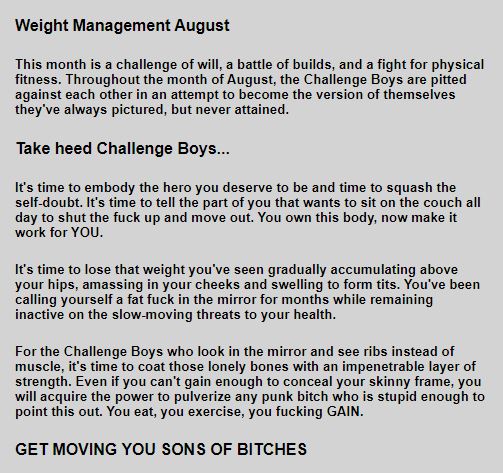 Weight Management August
This month is a challenge of will, a battle of builds, and a fight for physical
fitness. Throughout the month of August, the Challenge Boys are pitted
against each other in an attempt to become the version of themselves
they've always pictured, but never attained.
Take heed Challenge Boys...
It's time to embody the hero you deserve to be and time to squash the
self-doubt. It's time to tell the part of you that wants to sit on the couch all
day to shut the fuck up and move out. You own this body, now make it
work for YOU.
It's time to lose that weight you've seen gradually accumulating above
your hips, amassing in your cheeks and swelling to form tits. You've been
calling yourself a fat fuck in the mirror for months while remaining
inactive on the slow-moving threats to your health.
For the Challenge Boys who look in the mirror and see ribs instead of
muscle, it's time to coat those lonely bones with an impenetrable layer of
strength. Even if you can't gain enough to conceal your skinny frame, you
will acquire the power to pulverize any punk bitch who is stupid enough to
point this out. You eat, you exercise, you fucking GAIN.
GET MOVING YOU SONS OF BITCHES